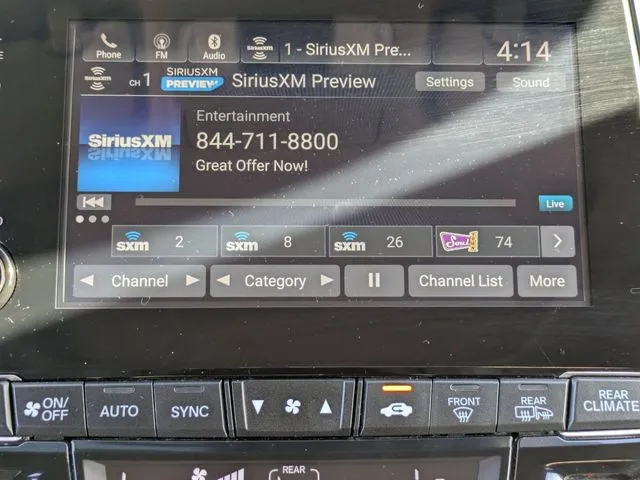 Phone FM Audio 1 - SiriusXM Pre... 4:14
CH 1 SIRIUSXM PREVIEW SiriusXM Preview Settings Sound
SiriusXM
Entertainment
844-711-8800
Great Offer Now!
Live
sxm 2 sxm 8 sxm 26 Soul 74
Channel Category Channel List More
ON/OFF AUTO SYNC FRONT REAR REAR CLIMATE
REAR